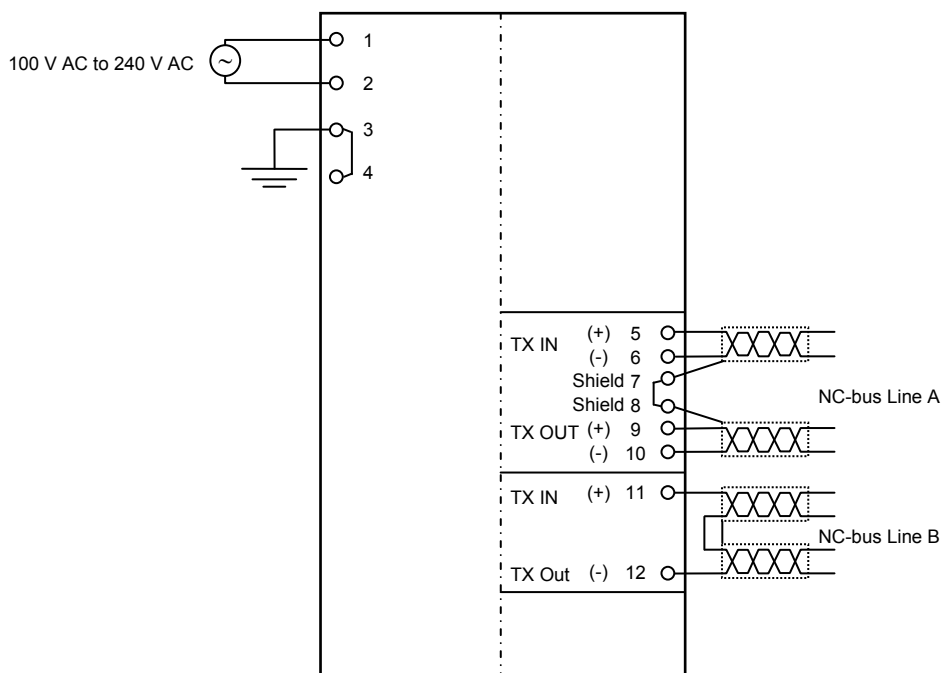 100 V AC to 240 V AC
~
1
2
3
4
TX IN (+) 5
(-) 6
Shield 7
Shield 8
TX OUT (+) 9
(-) 10
NC-bus Line A
TX IN (+) 11
TX Out (-) 12
NC-bus Line B